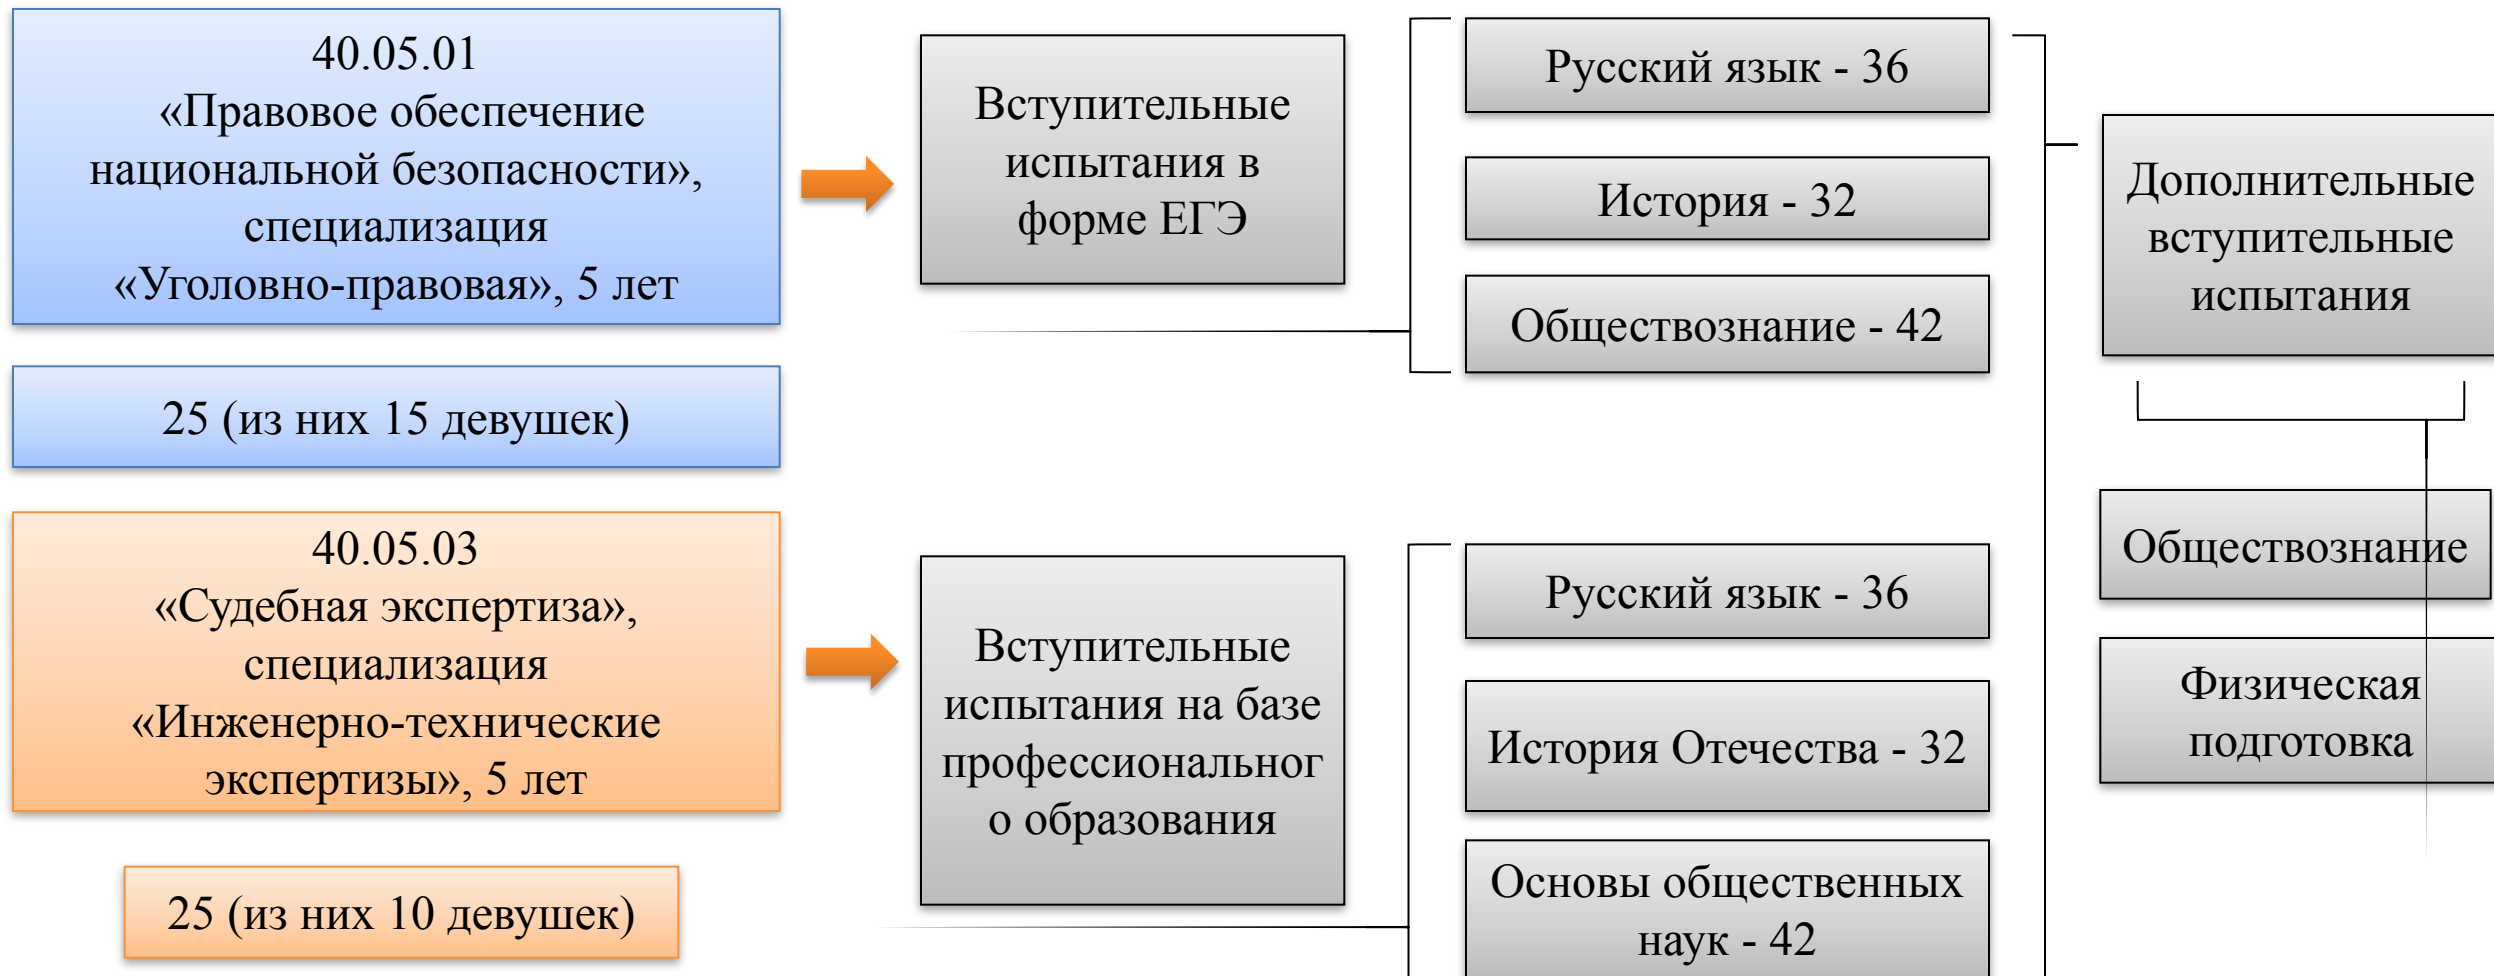 40.05.01
«Правовое обеспечение
национальной безопасности»,
специализация
«Уголовно-правовая», 5 лет
25 (из них 15 девушек)
40.05.03
«Судебная экспертиза»,
специализация
«Инженерно-технические
экспертизы», 5 лет
25 (из них 10 девушек)
Вступительные
испытания в
форме ЕГЭ
Русский язык - 36
История - 32
Обществознание - 42
Вступительные
испытания на базе
профессиональног
о образования
Русский язык - 36
История Отечества - 32
Основы общественных
наук - 42
Дополнительные
вступительные
испытания
Обществознание
Физическая
подготовка